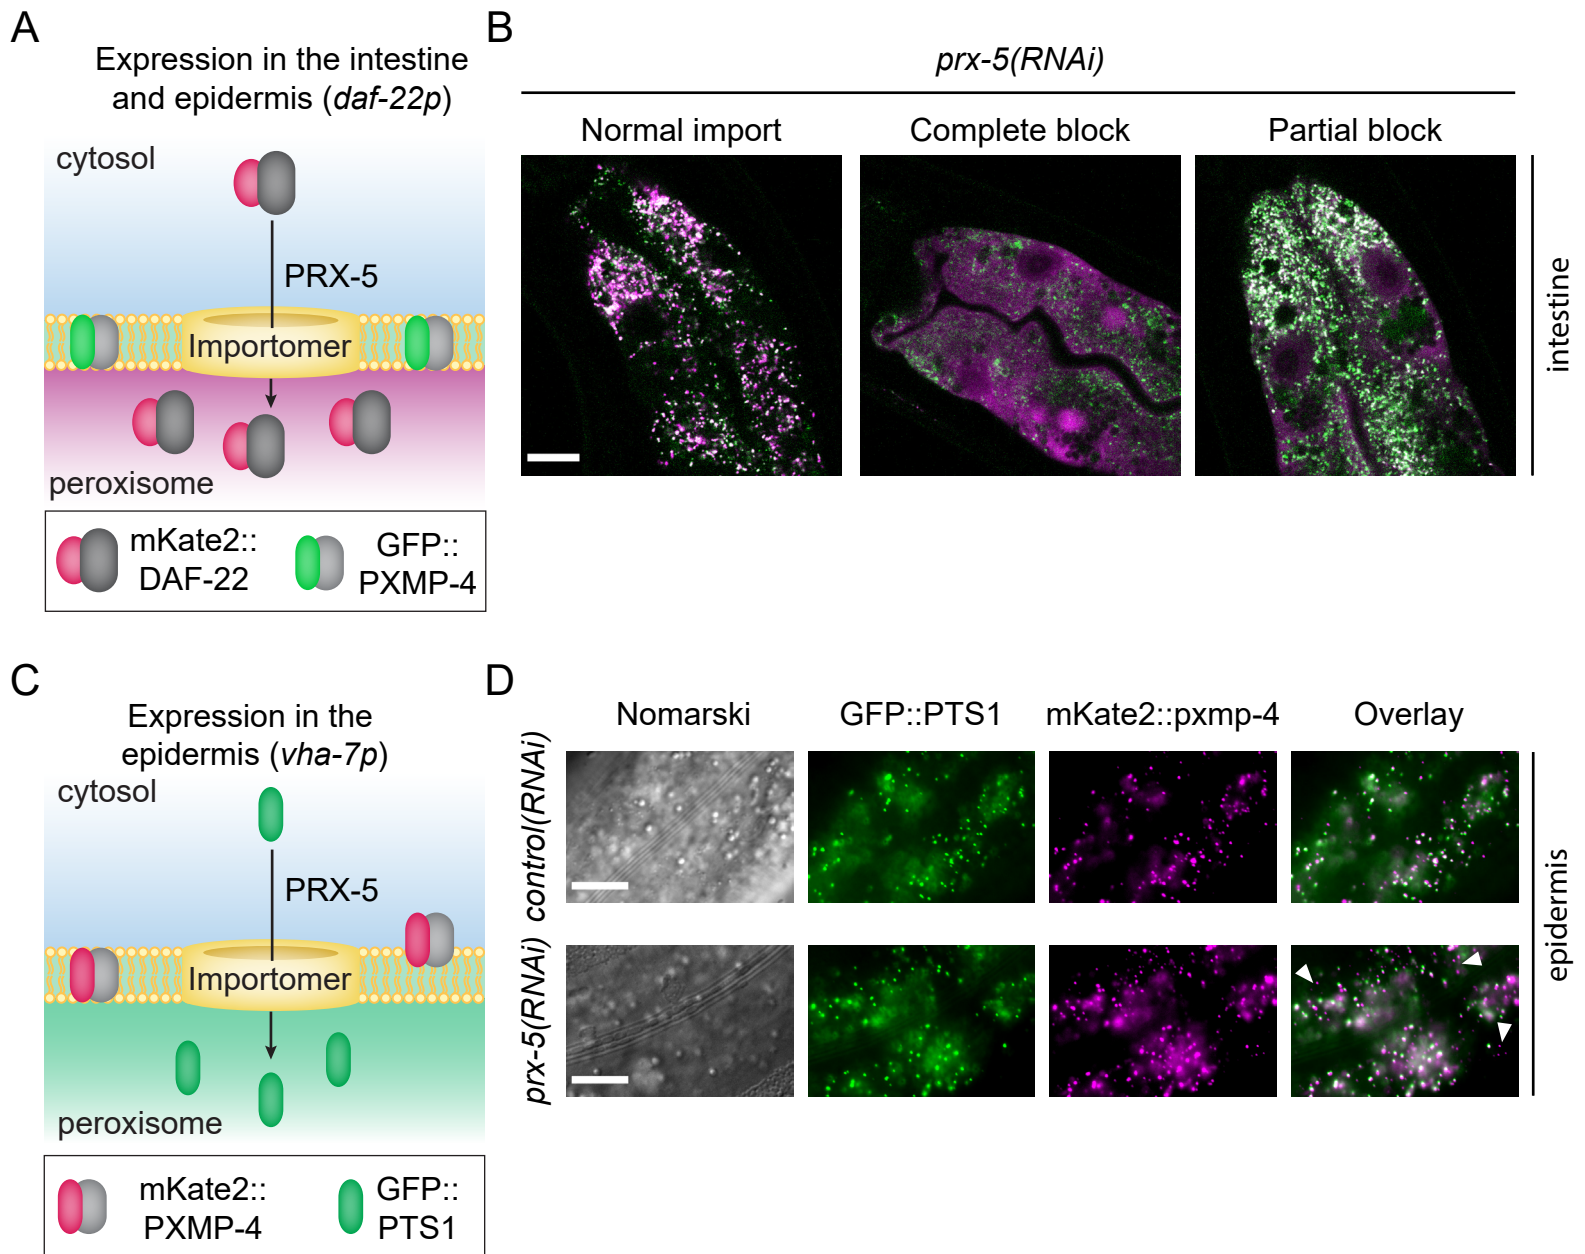 A
Expression in the intestine
and epidermis (daf-22p)
cytosol
PRX-5
Importomer
peroxisome
mKate2::
DAF-22
GFP::
PXMP-4
B
prx-5(RNAi)
Normal import
Complete block
Partial block
intestine
C
Expression in the
epidermis (vha-7p)
cytosol
PRX-5
Importomer
peroxisome
mKate2::
PXMP-4
GFP::
PTS1
D
Nomarski
GFP::PTS1
mKate2::pxmp-4
Overlay
control(RNAi)
prx-5(RNAi)
epidermis